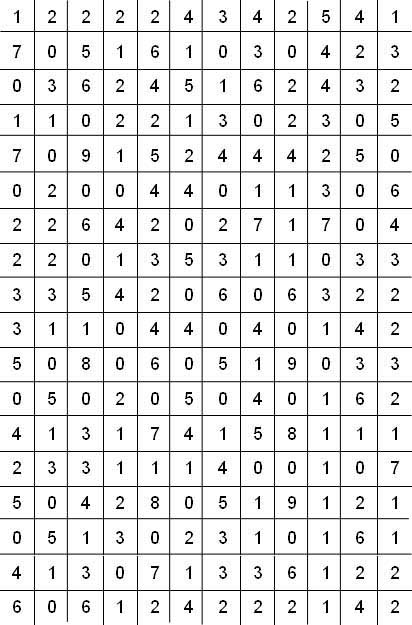 1 2 2 2 2 4 3 4 2 5 4 1
7 0 5 1 6 1 0 3 0 4 2 3
0 3 6 2 4 5 1 6 2 4 3 2
1 1 0 2 2 1 3 0 2 3 0 5
7 0 9 1 5 2 4 4 4 2 5 0
0 2 0 0 4 4 0 1 1 3 0 6
2 2 6 4 2 0 2 7 1 7 0 4
2 2 0 1 3 5 3 1 1 0 3 3
3 3 5 4 2 0 6 0 6 3 2 2
3 1 1 0 4 4 0 4 0 1 4 2
5 0 8 0 6 0 5 1 9 0 3 3
0 5 0 2 0 5 0 4 0 1 6 2
4 1 3 1 7 4 1 5 8 1 1 1
2 3 3 1 1 1 4 0 0 1 0 7
5 0 4 2 8 0 5 1 9 1 2 1
0 5 1 3 0 2 3 1 0 1 6 1
4 1 3 0 7 1 3 3 6 1 2 2
6 0 6 1 2 4 2 2 2 1 4 2